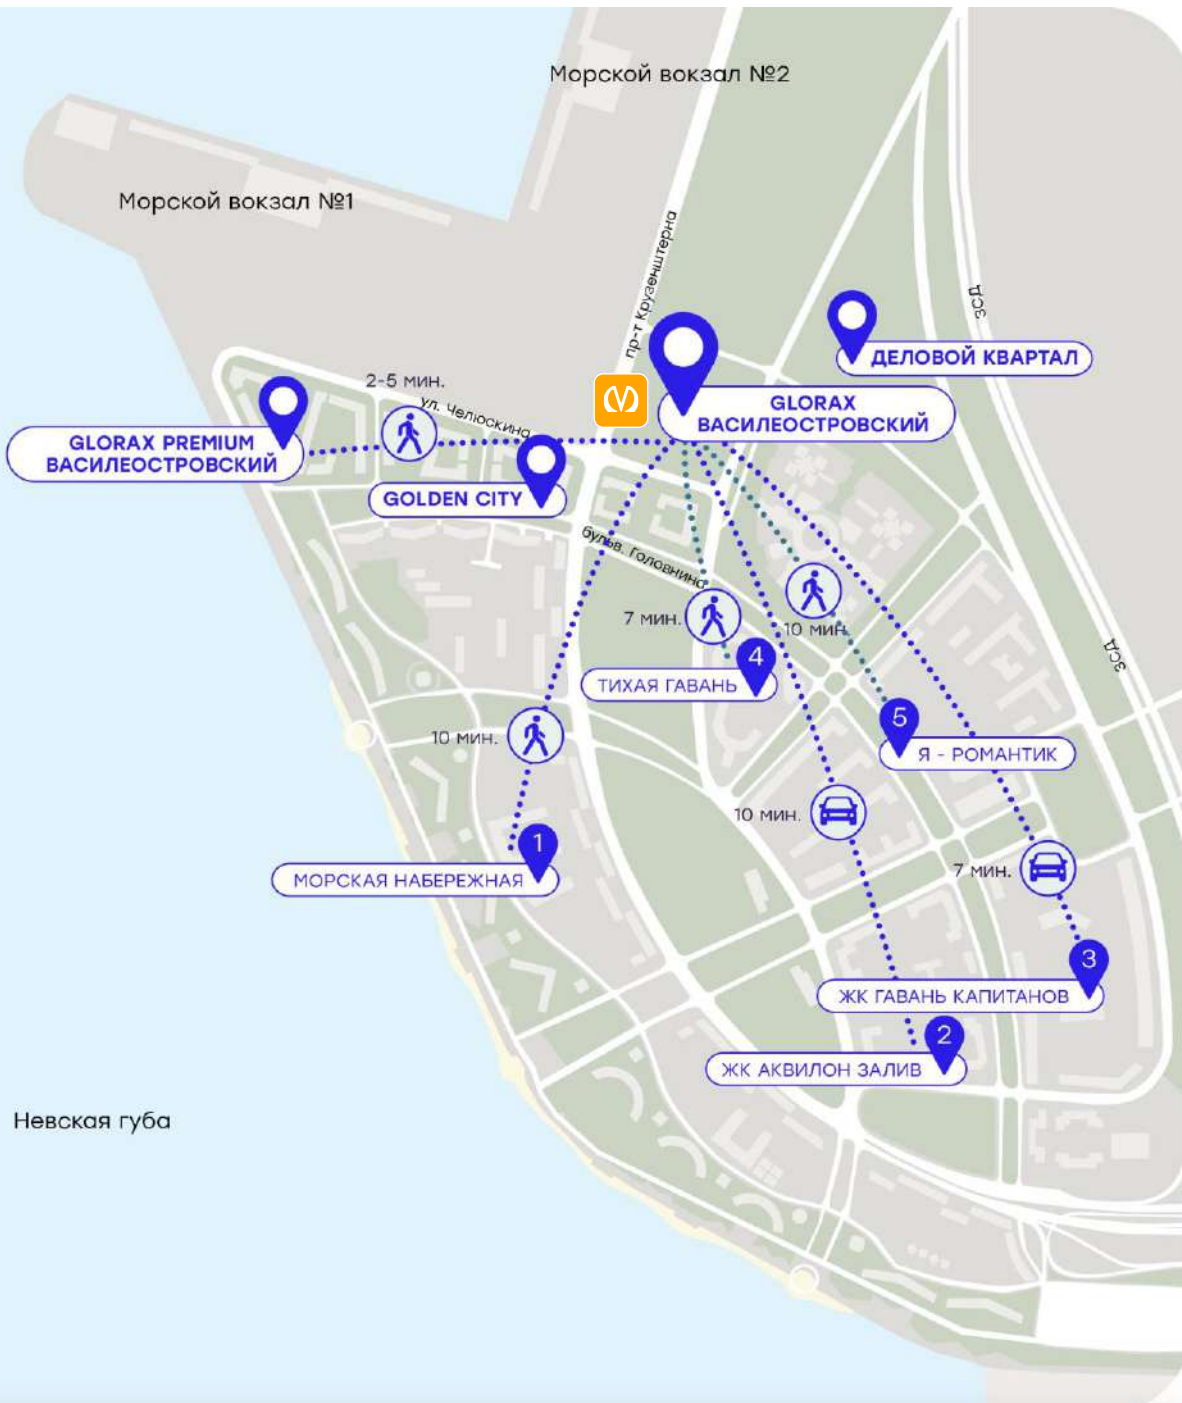 Морской вокзал №2
Морской вокзал №1
пр-т Крузенштерна
ЗСД
ДЕЛОВОЙ КВАРТАЛ
2-5 мин.
ул. Челюскина
GLORAX
ВАСИЛЕОСТРОВСКИЙ
GLORAX PREMIUM
ВАСИЛЕОСТРОВСКИЙ
GOLDEN CITY
бульв. Головнина
7 мин.
10 мин.
4
ТИХАЯ ГАВАНЬ
ЗСД
5
Я - РОМАНТИК
10 мин.
10 мин.
1
МОРСКАЯ НАБЕРЕЖНАЯ
7 мин.
3
ЖК ГАВАНЬ КАПИТАНОВ
2
ЖК АКВИЛОН ЗАЛИВ
Невская губа